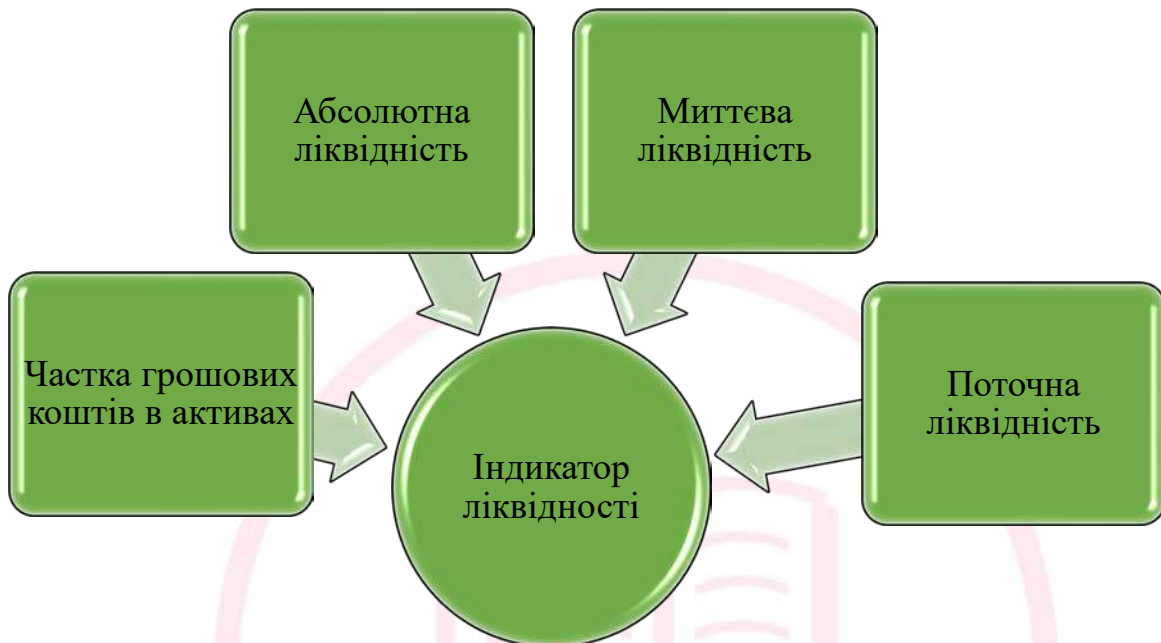 Абсолютна
ліквідність
Миттєва
ліквідність
Частка грошових
коштів в активах
Поточна
ліквідність
Індикатор
ліквідності